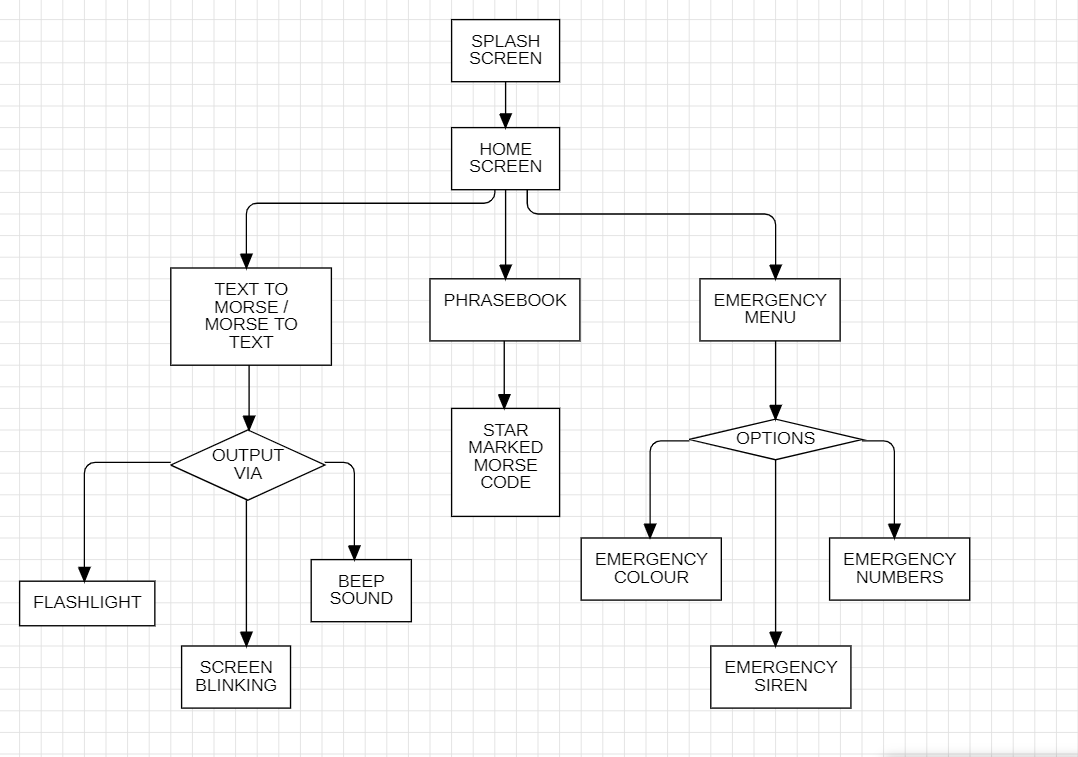 SPLASH
SCREEN
HOME
SCREEN
TEXT TO
MORSE /
MORSE TO
TEXT
PHRASEBOOK
EMERGENCY
MENU
OUTPUT
VIA
STAR
MARKED
MORSE
CODE
OPTIONS
FLASHLIGHT
SCREEN
BLINKING
BEEP
SOUND
EMERGENCY
COLOUR
EMERGENCY
SIREN
EMERGENCY
NUMBERS